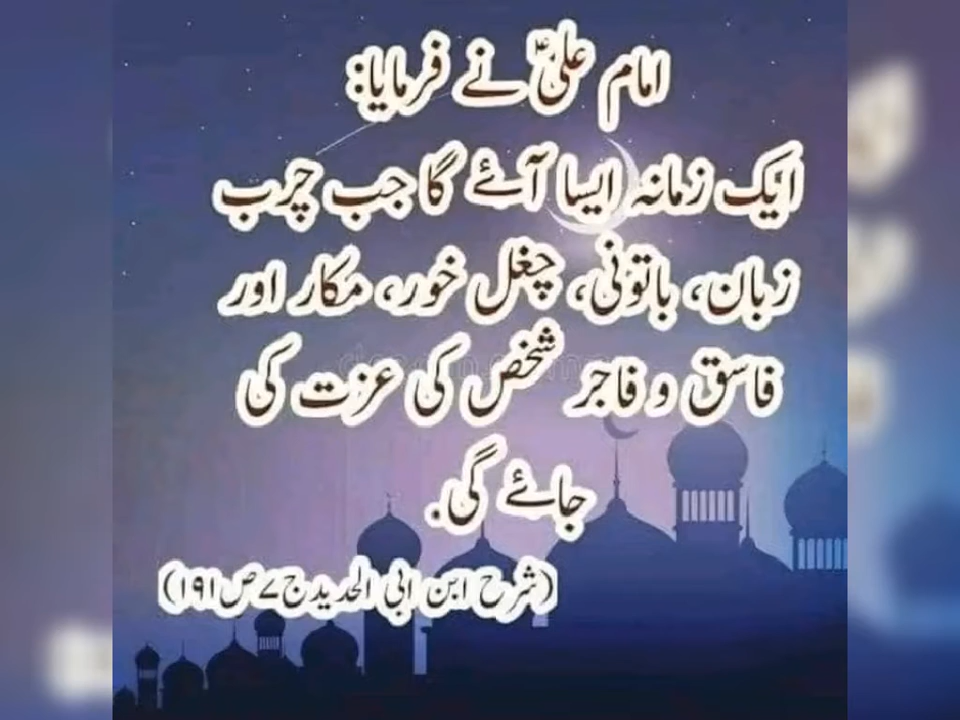 امام علیؑ نے فرمایا:
ایک زمانہ ایسا آئے گا جب چرب
زبان، باتونی، چغل خور، مکار اور
فاسق و فاجر شخص کی عزت کی
جائے گی.
(شرح ابن ابی الحدید ج ۷ ص ۱۹۱)